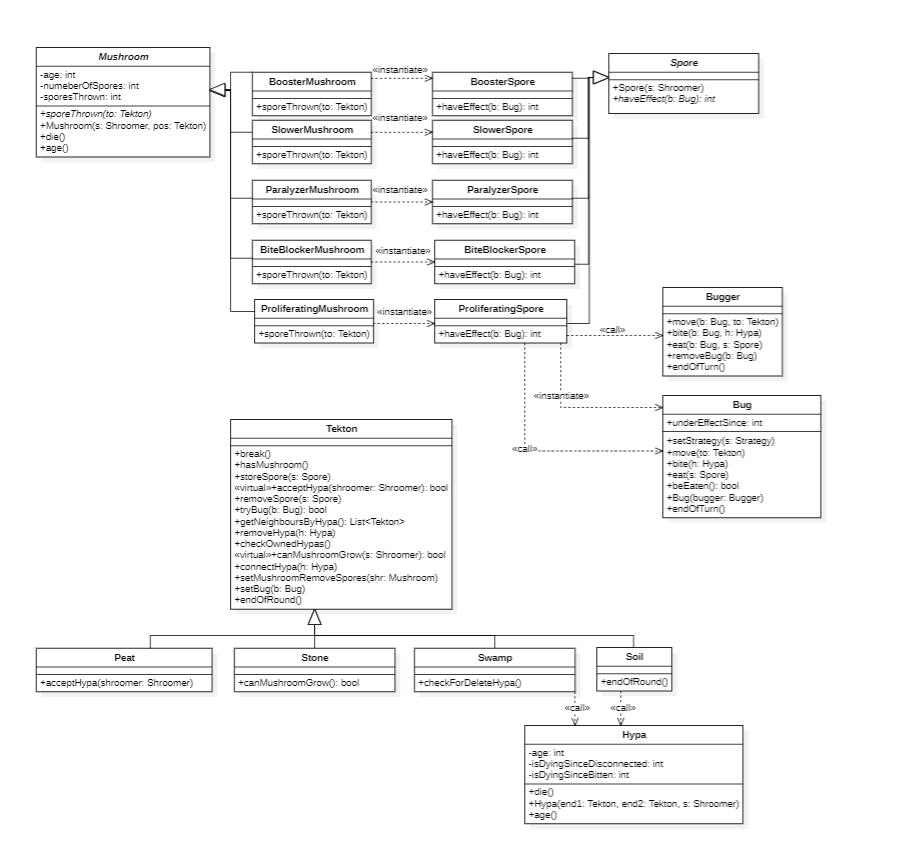 Mushroom
-age: int
-numeberOfSpores: int
-sporesThrown: int
+sporeThrown(to: Tekton)
+Mushroom(s: Shroomer, pos: Tekton)
+die()
+age()
BoosterMushroom
+sporeThrown(to: Tekton)
«instantiate»
BoosterSpore
+haveEffect(b: Bug): int
Spore
+Spore(s: Shroomer)
+haveEffect(b: Bug): int
SlowerMushroom
+sporeThrown(to: Tekton)
«instantiate»
SlowerSpore
+haveEffect(b: Bug): int
ParalyzerMushroom
+sporeThrown(to: Tekton)
«instantiate»
ParalyzerSpore
+haveEffect(b: Bug): int
BiteBlockerMushroom
+sporeThrown(to: Tekton)
«instantiate»
BiteBlockerSpore
+haveEffect(b: Bug): int
ProliferatingMushroom
+sporeThrown(to: Tekton)
«instantiate»
ProliferatingSpore
+haveEffect(b: Bug): int
«call»
Bugger
+move(b: Bug, to: Tekton)
+bite(b: Bug, h: Hypa)
+eat(b: Bug, s: Spore)
+removeBug(b: Bug)
+endOfTurn()
«instantiate»
«call»
Bug
+underEffectSince: int
+setStrategy(s: Strategy)
+move(to: Tekton)
+bite(h: Hypa)
+eat(s: Spore)
+beEaten(): bool
+Bug(bugger: Bugger)
+endOfTurn()
Tekton
+break()
+hasMushroom()
+storeSpore(s: Spore)
«virtual»+acceptHypa(shroomer: Shroomer): bool
+removeSpore(s: Spore)
+tryBug(b: Bug): bool
+getNeighboursByHypa(): List<Tekton>
+removeHypa(h: Hypa)
+checkOwnedHypas()
«virtual»+canMushroomGrow(s: Shroomer): bool
+connectHypa(h: Hypa)
+setMushroomRemoveSpores(shr: Mushroom)
+setBug(b: Bug)
+endOfRound()
Peat
+acceptHypa(shroomer: Shroomer)
Stone
+canMushroomGrow(): bool
Swamp
+checkForDeleteHypa()
Soil
+endOfRound()
«call»
«call»
Hypa
-age: int
-isDyingSinceDisconnected: int
-isDyingSinceBitten: int
+die()
+Hypa(end1: Tekton, end2: Tekton, s: Shroomer)
+age()